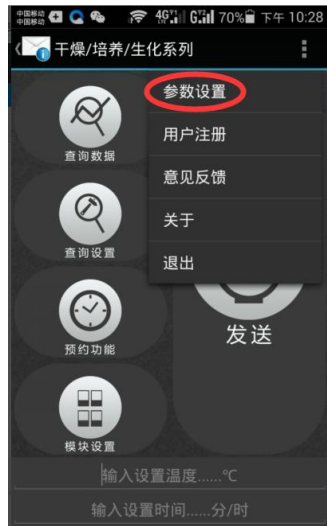 中国移动
中国移动
4G 1 G 2 70% 下午 10:28
干燥/培养/生化系列
参数设置
用户注册
意见反馈
关于
退出
查询数据
查询设置
预约功能
模块设置
发送
输入设置温度......℃
输入设置时间......分/时